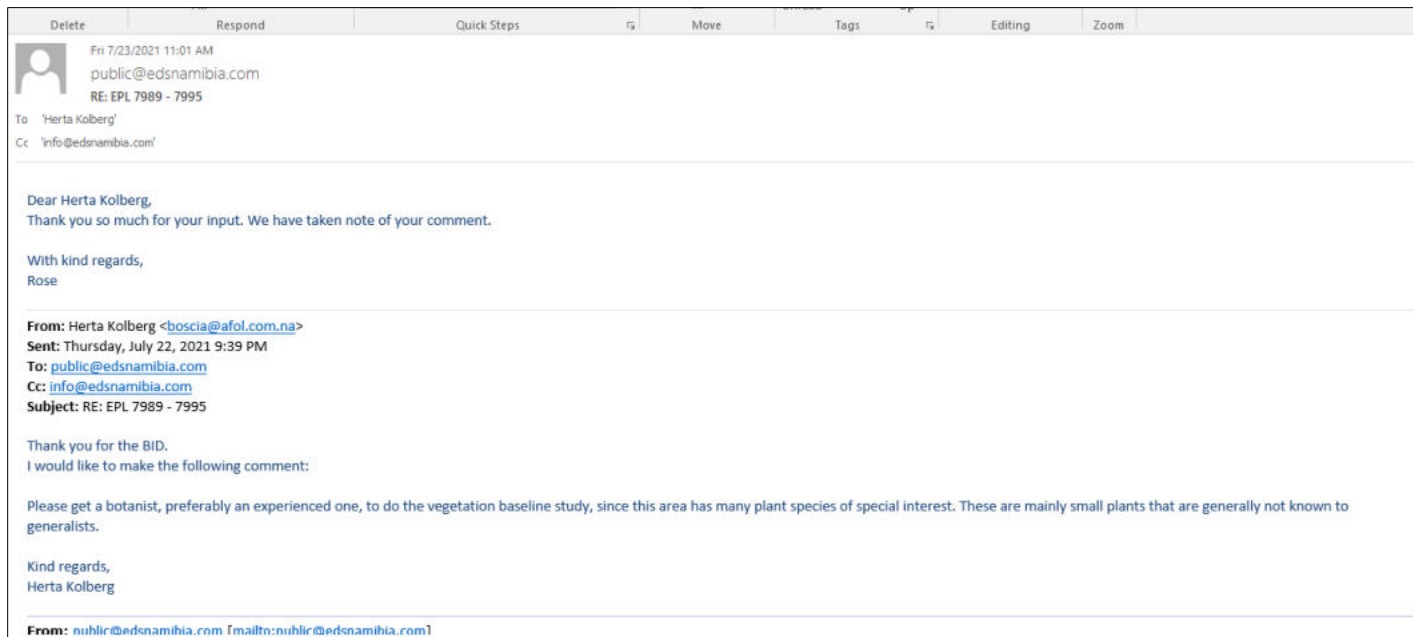 Delete Respond Quick Steps Move Tags Editing Zoom
Fri 7/23/2021 11:01 AM
public@edsnamibia.com
RE: EPL 7989 - 7995
To 'Herta Kolberg'
Cc 'info@edsnamibia.com'
Dear Herta Kolberg,
Thank you so much for your input. We have taken note of your comment.
With kind regards,
Rose
From: Herta Kolberg <boscia@afol.com.na>
Sent: Thursday, July 22, 2021 9:39 PM
To: public@edsnamibia.com
Cc: info@edsnamibia.com
Subject: RE: EPL 7989 - 7995
Thank you for the BID.
I would like to make the following comment:
Please get a botanist, preferably an experienced one, to do the vegetation baseline study, since this area has many plant species of special interest. These are mainly small plants that are generally not known to
generalists.
Kind regards,
Herta Kolberg
From: public@edsnamibia.com [mailto:public@edsnamibia.com]